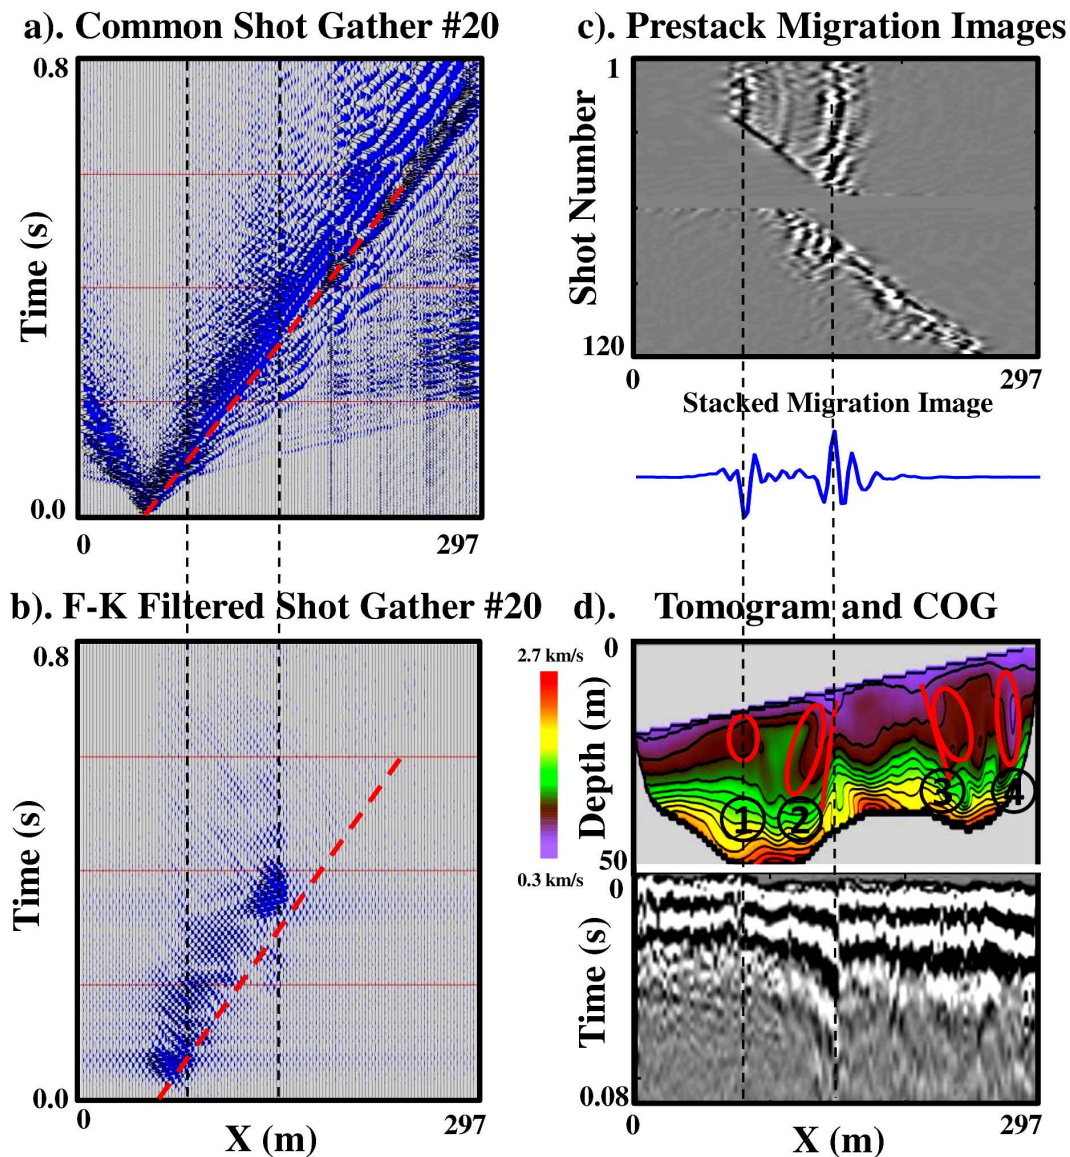 a). Common Shot Gather #20
0.8
Time (s)
0.0
0
297
b). F-K Filtered Shot Gather #20
0.8
Time (s)
0.0
0
297
X (m)
c). Prestack Migration Images
1
Shot Number
120
0
297
Stacked Migration Image
d). Tomogram and COG
2.7 km/s
0.3 km/s
0
Depth (m)
50
1
2
3
4
0
Time (s)
0.08
0
297
X (m)